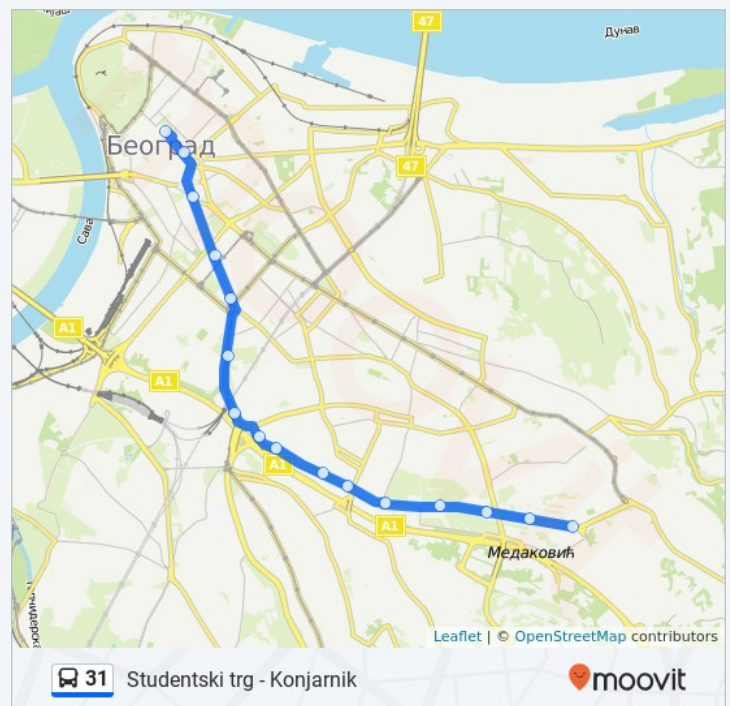 47
Дунав
Београд
47
Сава
A1
A1
A1
A1
Медаковић
Leaflet | © OpenStreetMap contributors
31 Studentski trg - Konjarnik
moovit